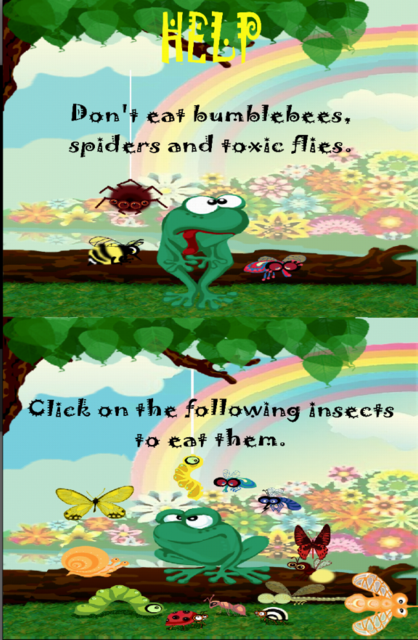 HELP
Don't eat bumblebees,
spiders and toxic flies.
Click on the following insects
to eat them.